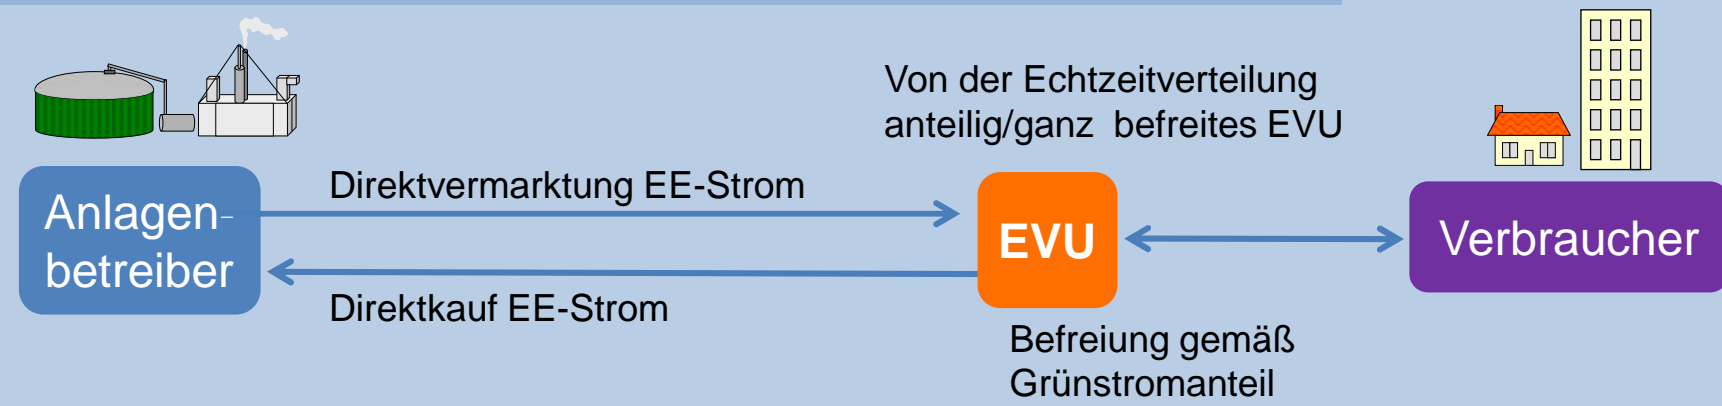 Von der Echtzeitverteilung
anteilig/ganz befreites EVU
Direktvermarktung EE-Strom
Anlagen-
betreiber
EVU
Verbraucher
Direktkauf EE-Strom
Befreiung gemäß
Grünstromanteil